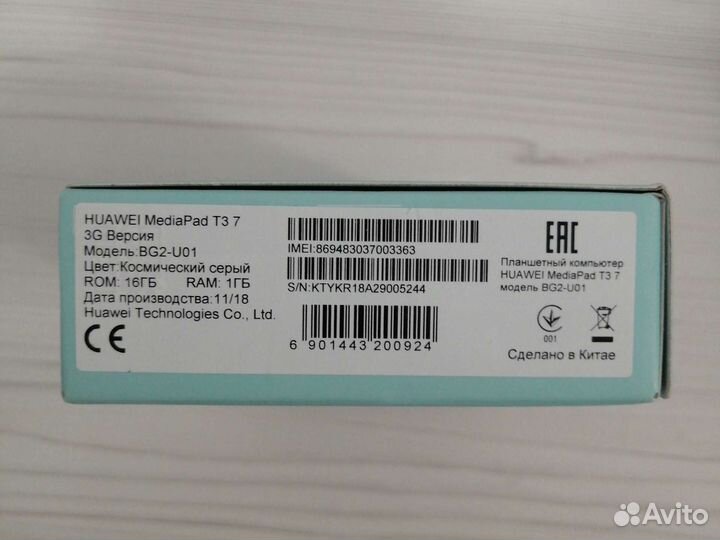 HUAWEI MediaPad T3 7
3G Версия
Модель:BG2-U01
Цвет:Космический серый
ROM: 16ГБ RAM: 1ГБ
Дата производства:11/18
Huawei Technologies Co., Ltd.
CE
IMEI:869483037003363
S/N:KTYKR18A29005244
6 901443 200924
EAC
Планшетный компьютер
HUAWEI MediaPad T3 7
модель BG2-U01
001
Сделано в Китае
Avito